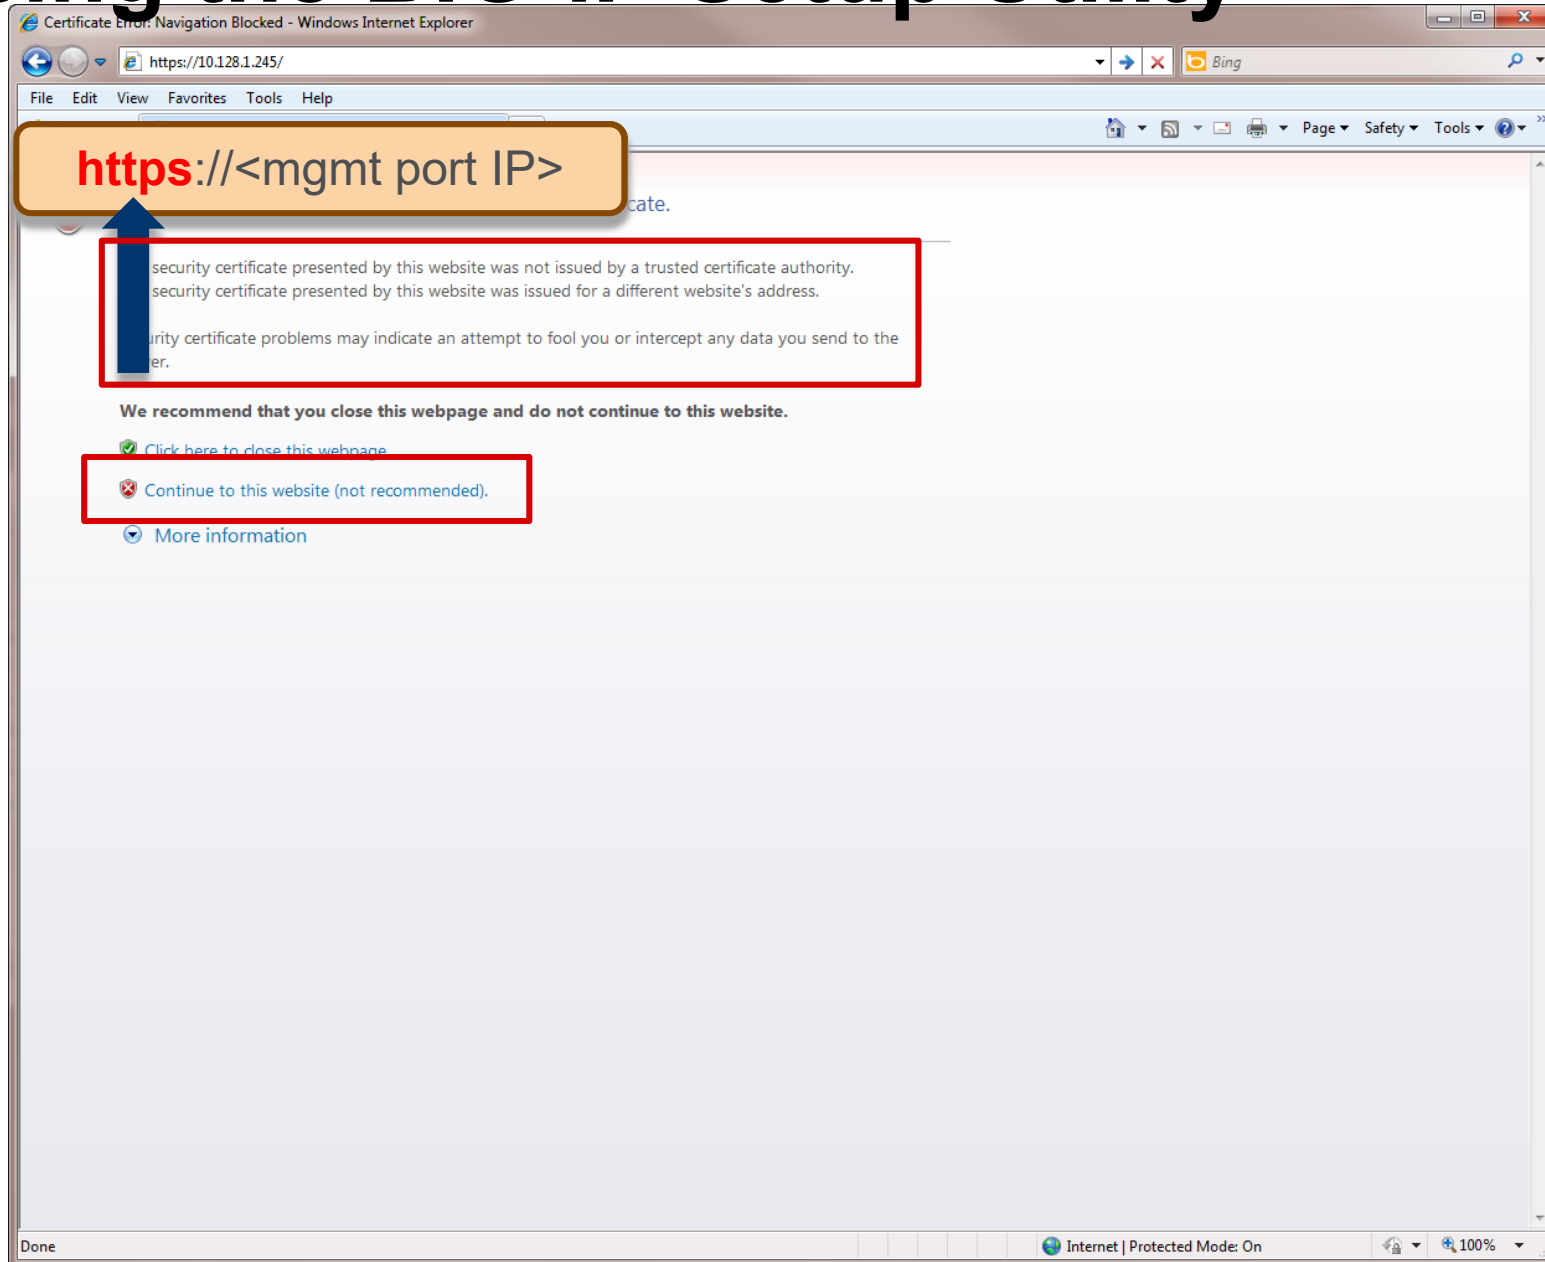 the BIG-IP Setup Utility
Certificate Error: Navigation Blocked - Windows Internet Explorer
https://10.128.1.245/
Bing
File Edit View Favorites Tools Help
Page Safety Tools
https://<mgmt port IP>
security certificate presented by this website was not issued by a trusted certificate authority.
security certificate presented by this website was issued for a different website's address.
certificate problems may indicate an attempt to fool you or intercept any data you send to the
We recommend that you close this webpage and do not continue to this website.
Click here to close this webpage
Continue to this website (not recommended).
More information
Done
Internet | Protected Mode: On
100%